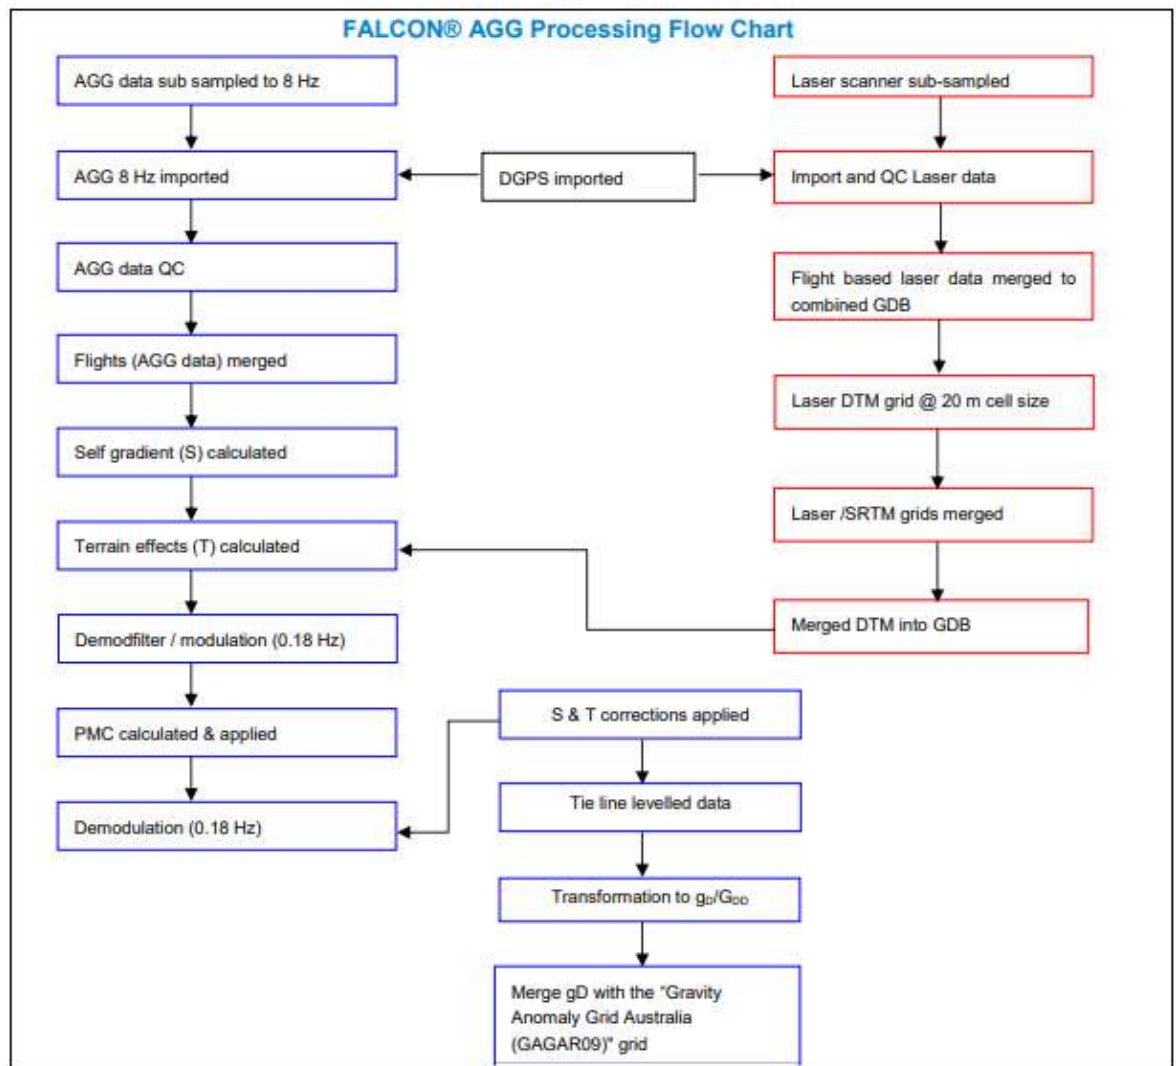 FALCON® AGG Processing Flow Chart
AGG data sub sampled to 8 Hz
AGG 8 Hz imported
AGG data QC
Flights (AGG data) merged
Self gradient (S) calculated
Terrain effects (T) calculated
Demodfilter / modulation (0.18 Hz)
PMC calculated & applied
Demodulation (0.18 Hz)
DGPS imported
Laser scanner sub-sampled
Import and QC Laser data
Flight based laser data merged to
combined GDB
Laser DTM grid @ 20 m cell size
Laser /SRTM grids merged
Merged DTM into GDB
S & T corrections applied
Tie line levelled data
Transformation to gD/GDD
Merge gD with the "Gravity
Anomaly Grid Australia
(GAGAR09)" grid